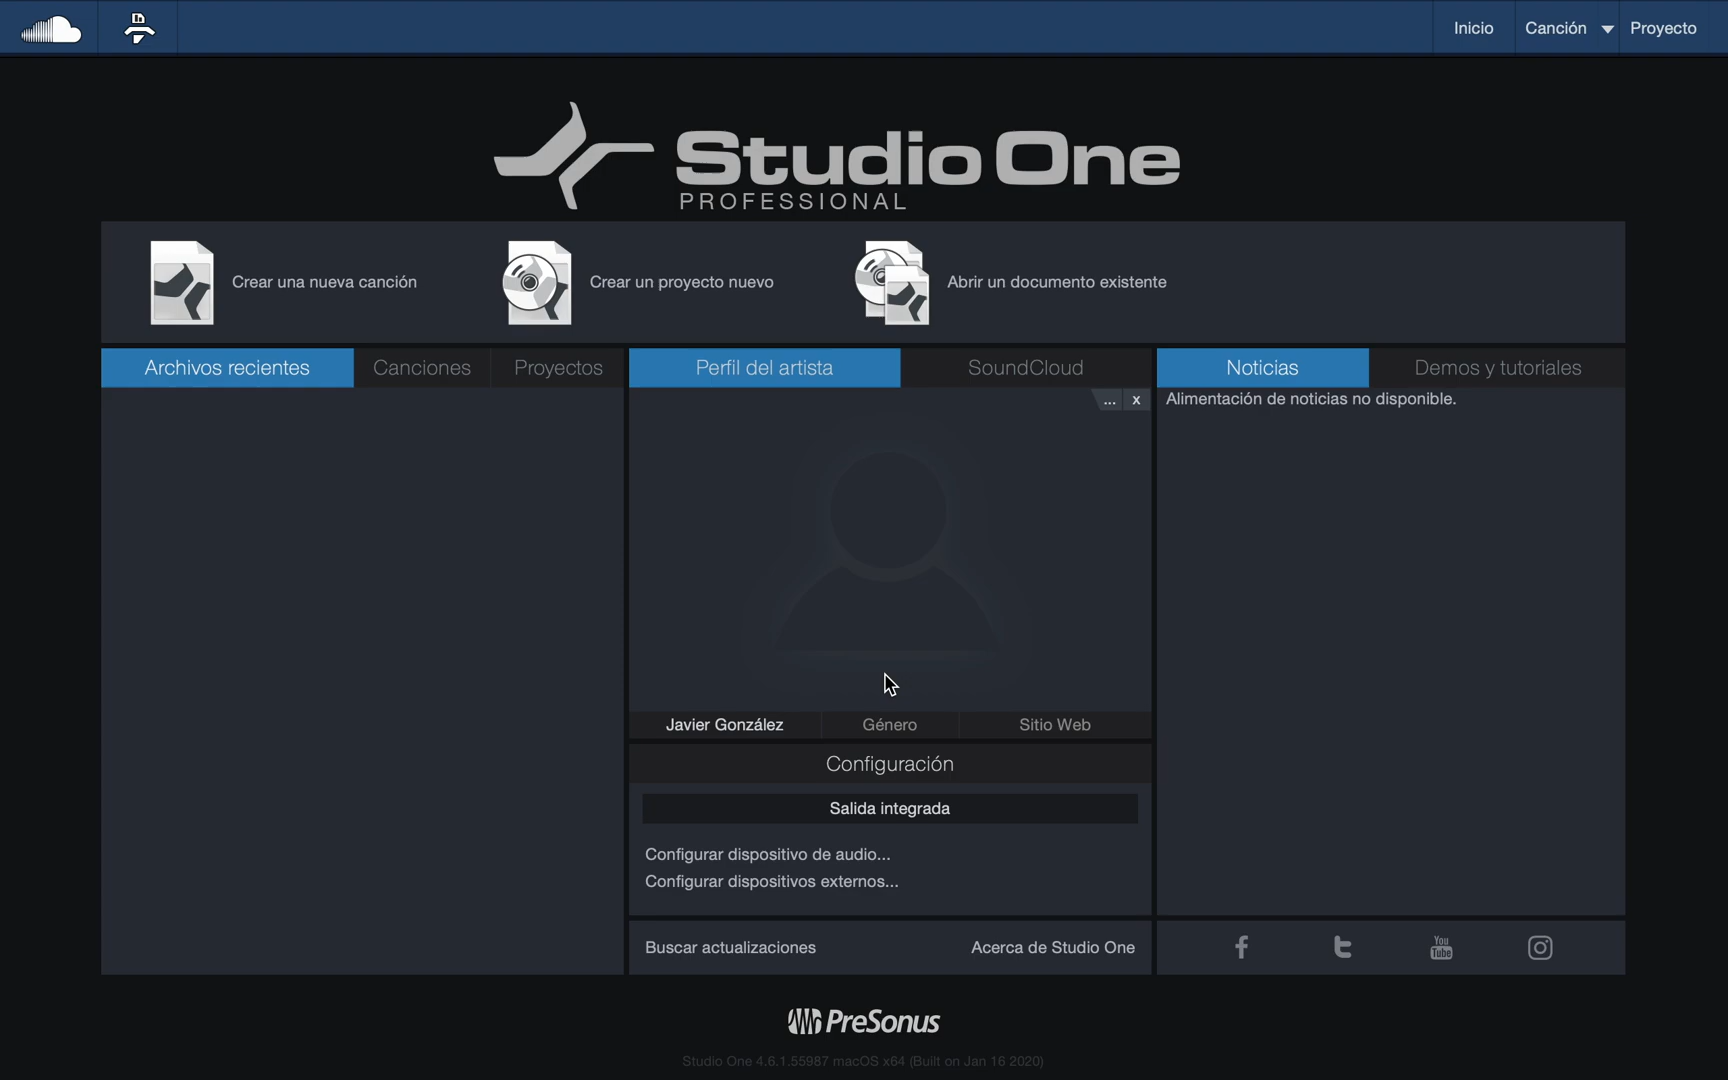 Inicio
Canción
Proyecto
Studio One
PROFESSIONAL
Crear una nueva canción
Crear un proyecto nuevo
Abrir un documento existente
Archivos recientes
Canciones
Proyectos
Perfil del artista
SoundCloud
Noticias
Demos y tutoriales
... x
Alimentación de noticias no disponible.
Javier González
Género
Sitio Web
Configuración
Salida integrada
Configurar dispositivo de audio...
Configurar dispositivos externos...
Buscar actualizaciones
Acerca de Studio One
You
Tube
PreSonus
Studio One 4.6.1.55987 macOS x64 (Built on Jan 16 2020)